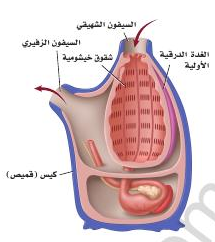 السيفون الشهيقي
السيفون الزفيري
الغدة الدرقية
الأولية
شقوق خيشومية
كيس (قميص)